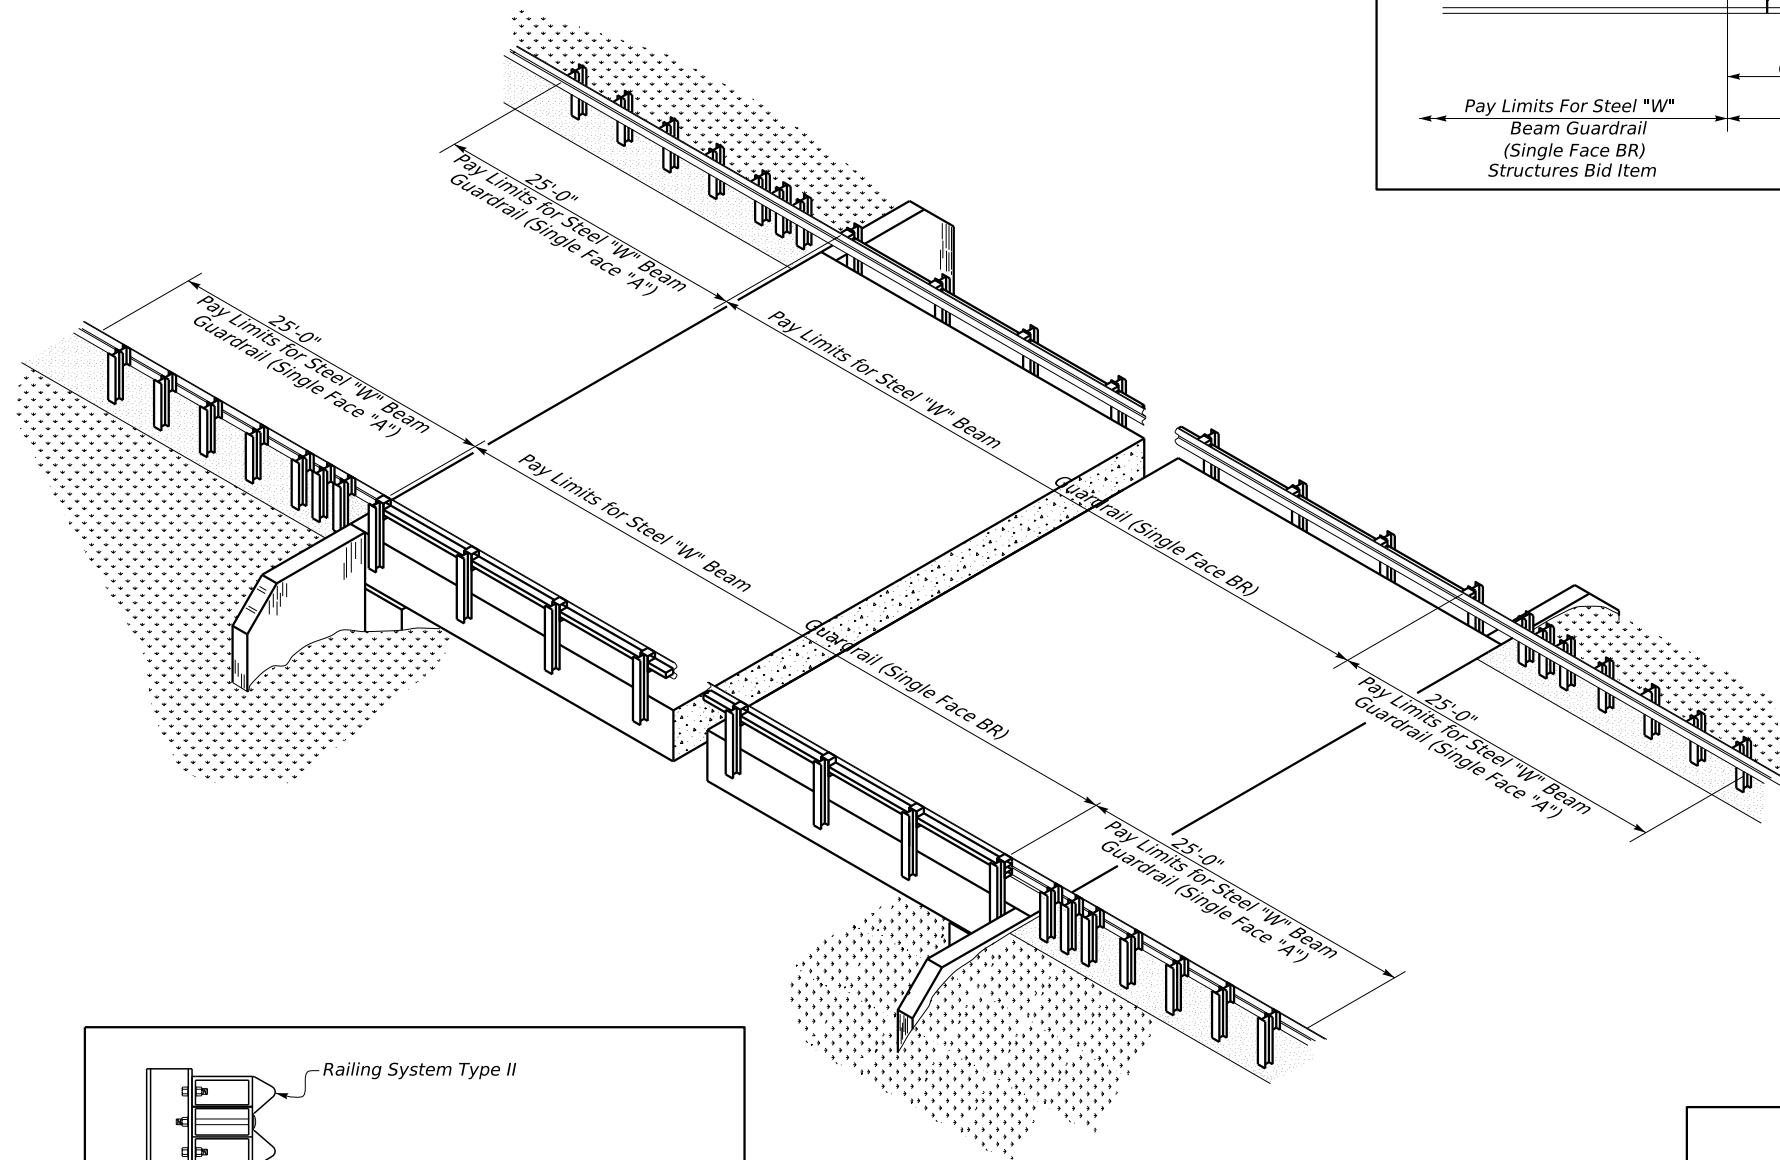 Pay Limits For Steel "W"
Beam Guardrail
(Single Face BR)
Structures Bid Item
25'-0"
Pay Limits for Steel "W" Beam
Guardrail (Single Face "A")
25'-0"
Pay Limits for Steel "W" Beam
Guardrail (Single Face "A")
Pay Limits for Steel "W" Beam
Guardrail (Single Face BR)
Pay Limits for Steel "W" Beam
Guardrail (Single Face BR)
25'-0"
Pay Limits for Steel "W" Beam
Guardrail (Single Face "A")
25'-0"
Pay Limits for Steel "W" Beam
Guardrail (Single Face "A")
Railing System Type II